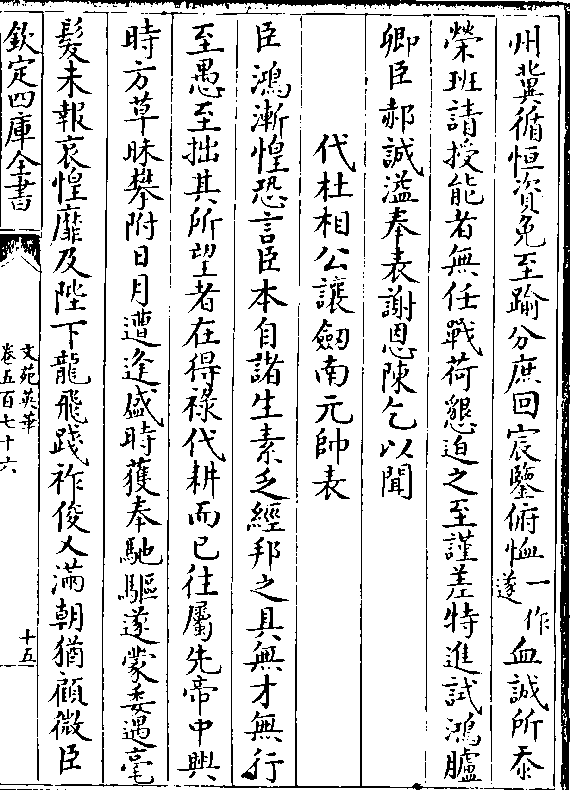 州冀循恒資免至踰分庶回宸鑒俯恤一作遂血誠所忝
榮班請授能者無任戰荷懇迫之至謹差特進試鴻臚
卿臣郝誠溢奉表謝恩陳乞以聞
代杜相公讓劒南元帥表
臣鴻漸惶恐言臣本自諸生素乏經邦之具無才無行
至愚至拙其所望者在得祿代耕而已往屬先帝中興
時方草昧攀附日月遭逢盛時獲奉馳驅遂蒙委遇毫
髮未報哀惶靡及陛下龍飛踐祚俊乂滿朝猶顧微臣
欽定四庫全書
文苑英華
卷五百七十六
十五